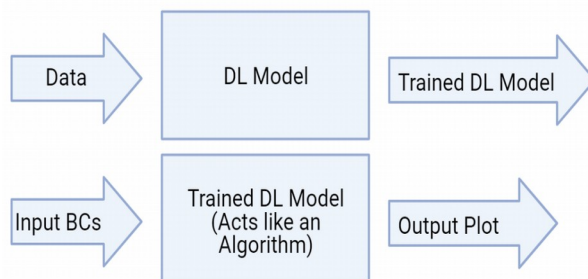 Data
DL Model
Trained DL Model
Input BCs
Trained DL Model
(Acts like an
Algorithm)
Output Plot